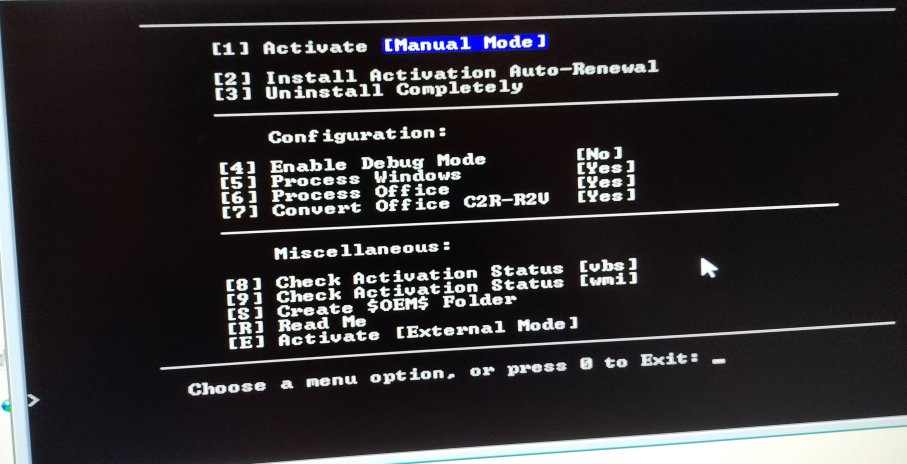 [1] Activate [Manual Mode]
[2] Install Activation Auto-Renewal
[3] Uninstall Completely
Configuration:
[4] Enable Debug Mode [No]
[5] Process Windows [Yes]
[6] Process Office [Yes]
[7] Convert Office C2R-R2V [Yes]
Miscellaneous:
[8] Check Activation Status [vbs]
[9] Check Activation Status [wmi]
[S] Create $OEM$ Folder
[R] Read Me
[E] Activate [External Mode]
Choose a menu option, or press 0 to Exit: _